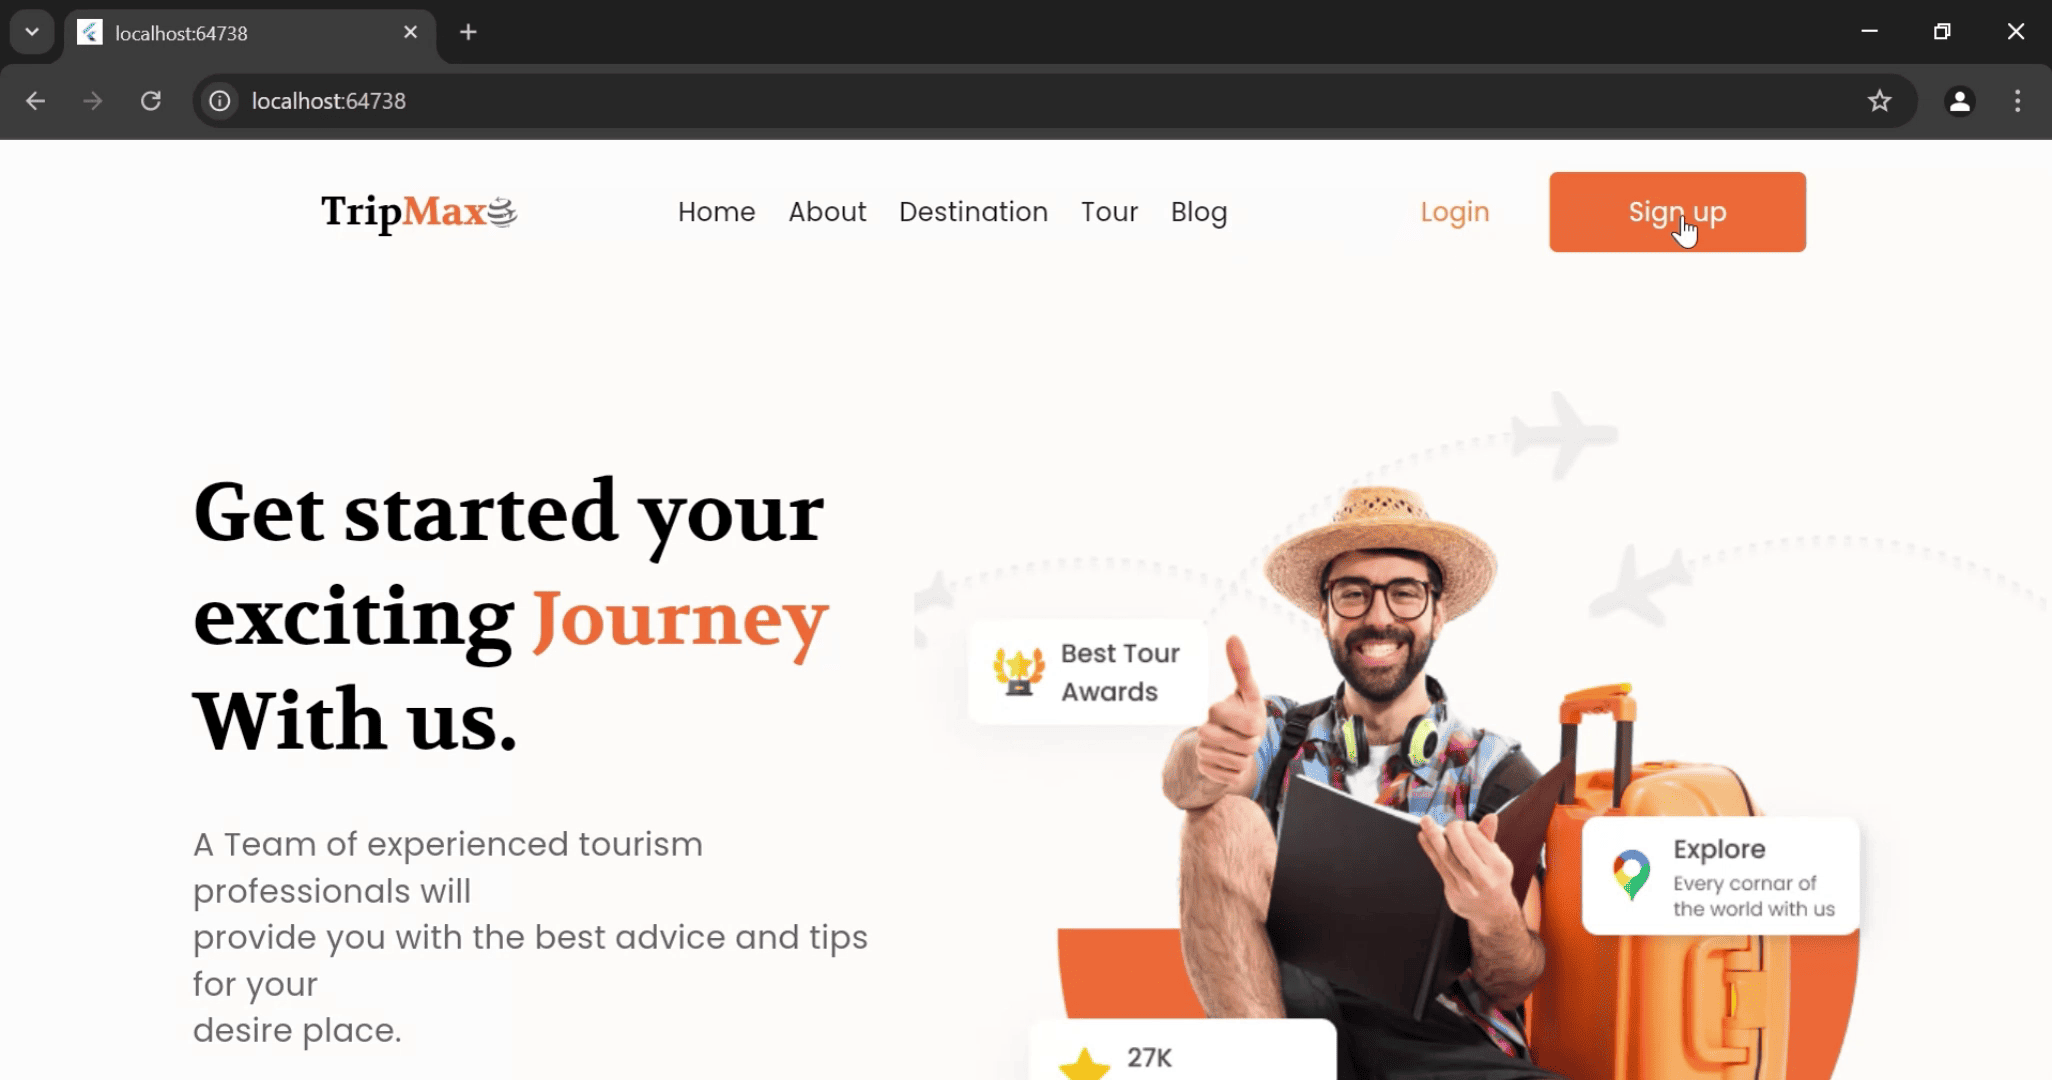 localhost:64738
localhost:64738
TripMax
Home About Destination Tour Blog Login Sign up
Get started your
exciting Journey
With us.
A Team of experienced tourism
professionals will
provide you with the best advice and tips
for your
desire place.
Best Tour
Awards
Explore
Every cornar of
the world with us
27K